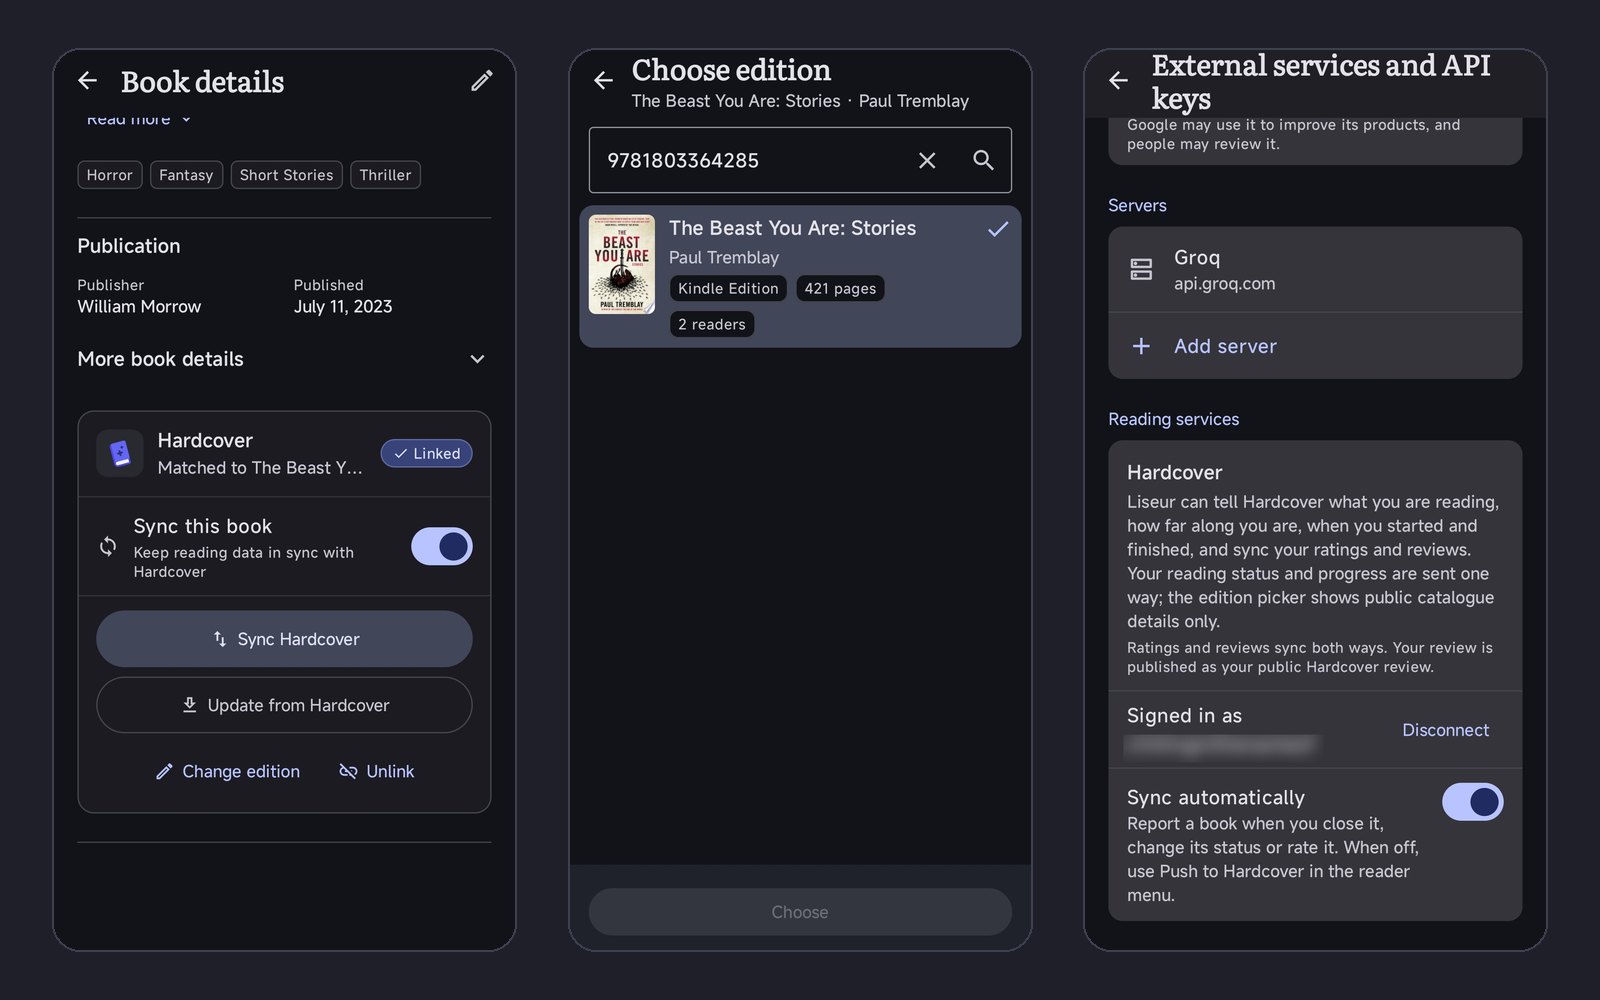 Book details
Read more
Horror
Fantasy
Short Stories
Thriller
Publication
Publisher
William Morrow
Published
July 11, 2023
More book details
Hardcover
Matched to The Beast Y...
Linked
Sync this book
Keep reading data in sync with
Hardcover
Sync Hardcover
Update from Hardcover
Change edition
Unlink
Choose edition
The Beast You Are: Stories · Paul Tremblay
9781803364285
THE
BEAST
YOU ARE
STORIES
PAUL TREMBLAY
The Beast You Are: Stories
Paul Tremblay
Kindle Edition
421 pages
2 readers
Choose
External services and API
keys
Google may use it to improve its products, and
people may review it.
Servers
Groq
api.groq.com
Add server
Reading services
Hardcover
Liseur can tell Hardcover what you are reading,
how far along you are, when you started and
finished, and sync your ratings and reviews.
Your reading status and progress are sent one
way; the edition picker shows public catalogue
details only.
Ratings and reviews sync both ways. Your review is
published as your public Hardcover review.
Signed in as
Disconnect
Sync automatically
Report a book when you close it,
change its status or rate it. When off,
use Push to Hardcover in the reader
menu.